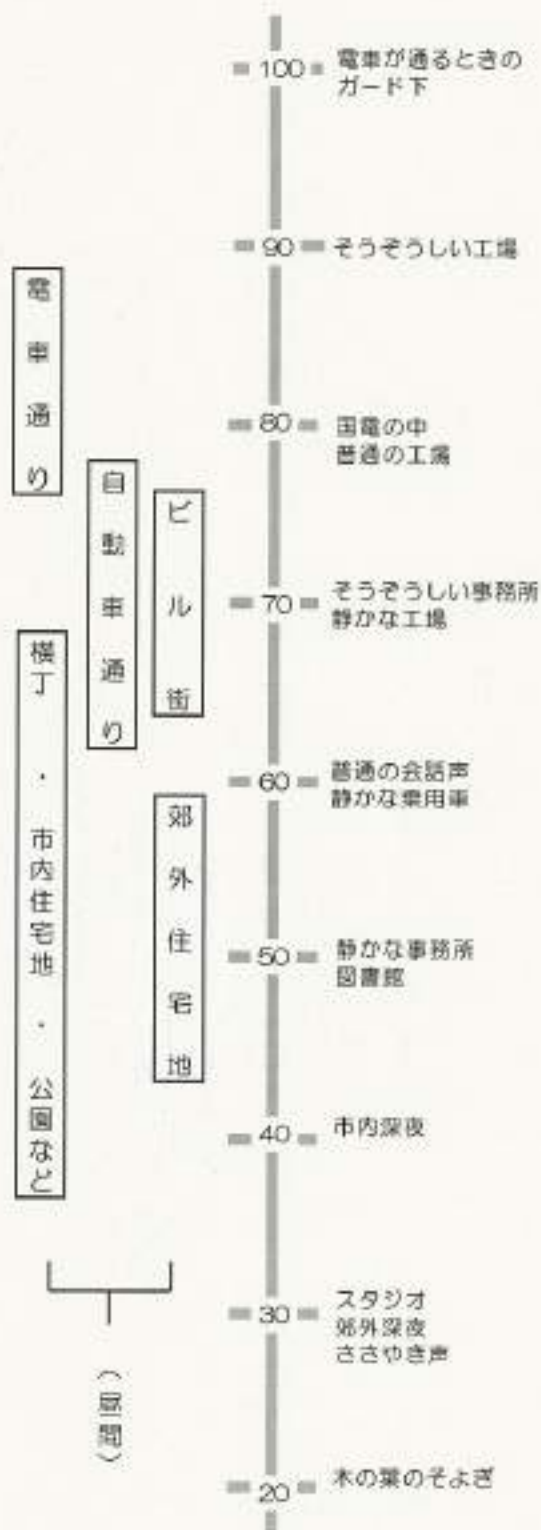 100 電車が通るときの
ガード下
90 そうぞうしい工場
80 国電の中
普通の工場
70 そうぞうしい事務所
静かな工場
60 普通の会話声
静かな乗用車
50 静かな事務所
図書館
40 市内深夜
30 スタジオ
郊外深夜
ささやき声
20 木の葉のそよぎ
電車通り
自動車通り
ビル街
横丁・市内住宅地・公園など
郊外住宅地
(昼間)